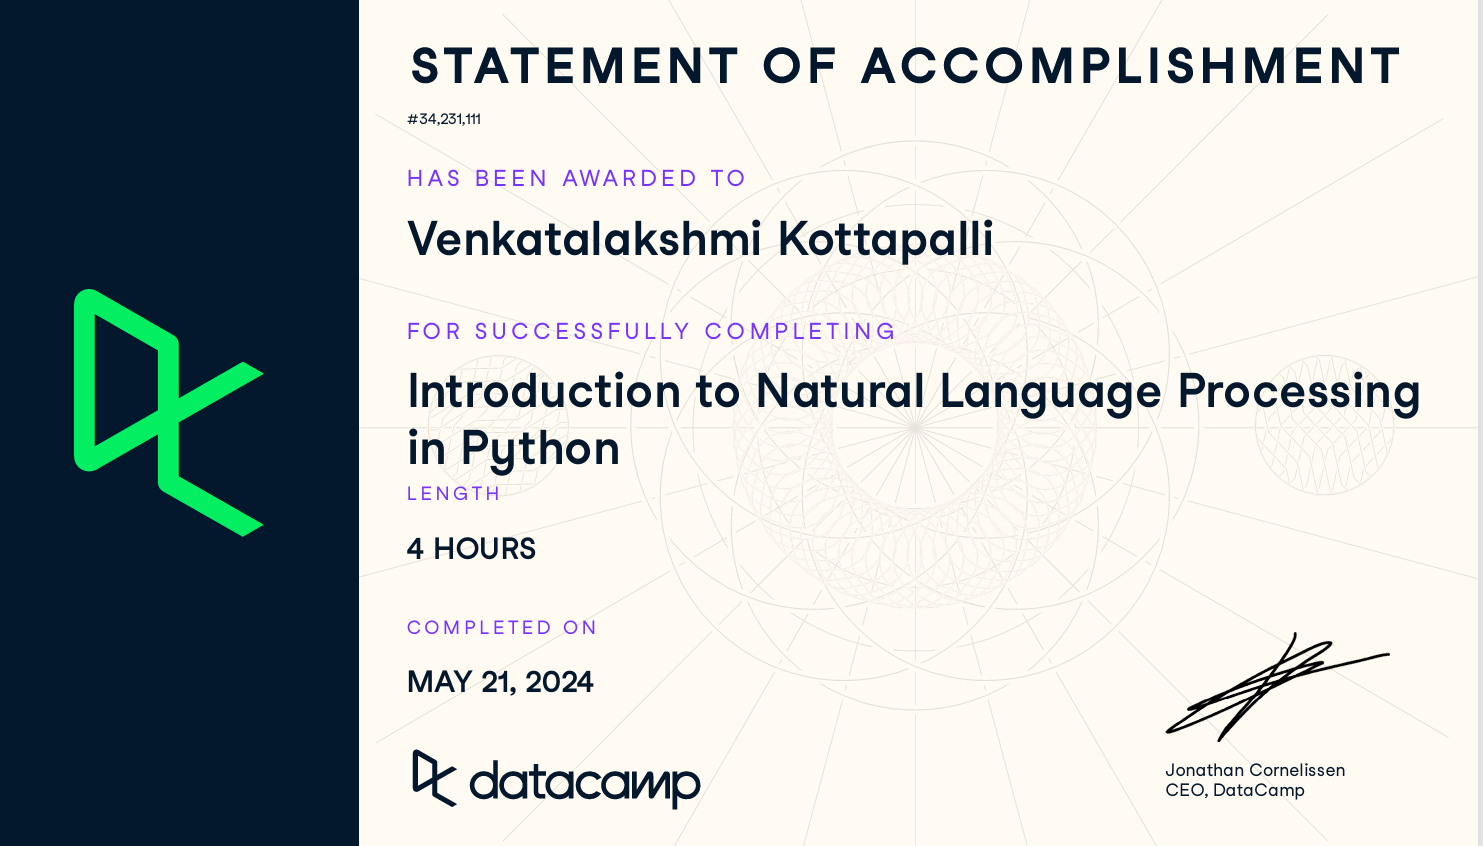 STATEMENT OF ACCOMPLISHMENT
#34,231,111
HAS BEEN AWARDED TO
Venkatalakshmi Kottapalli
FOR SUCCESSFULLY COMPLETING
Introduction to Natural Language Processing
in Python
LENGTH
4 HOURS
COMPLETED ON
MAY 21, 2024
datacamp
Jonathan Cornelissen
CEO, DataCamp